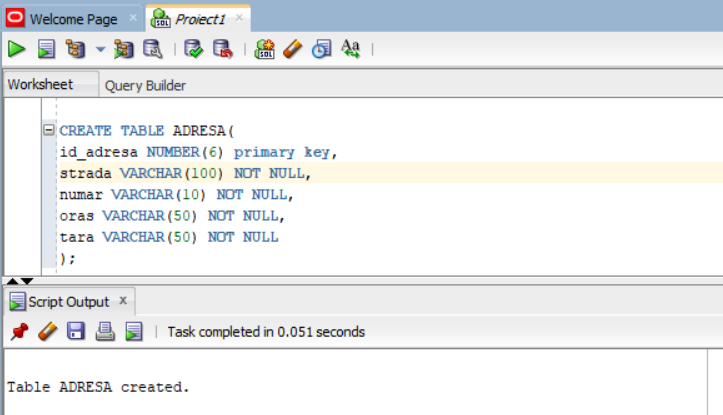 Welcome Page
Project1
Worksheet
Query Builder
CREATE TABLE ADRESA(
id_adresa NUMBER(6) primary key,
strada VARCHAR(100) NOT NULL,
numar VARCHAR(10) NOT NULL,
oras VARCHAR(50) NOT NULL,
tara VARCHAR(50) NOT NULL
);
Script Output
Task completed in 0.051 seconds
Table ADRESA created.